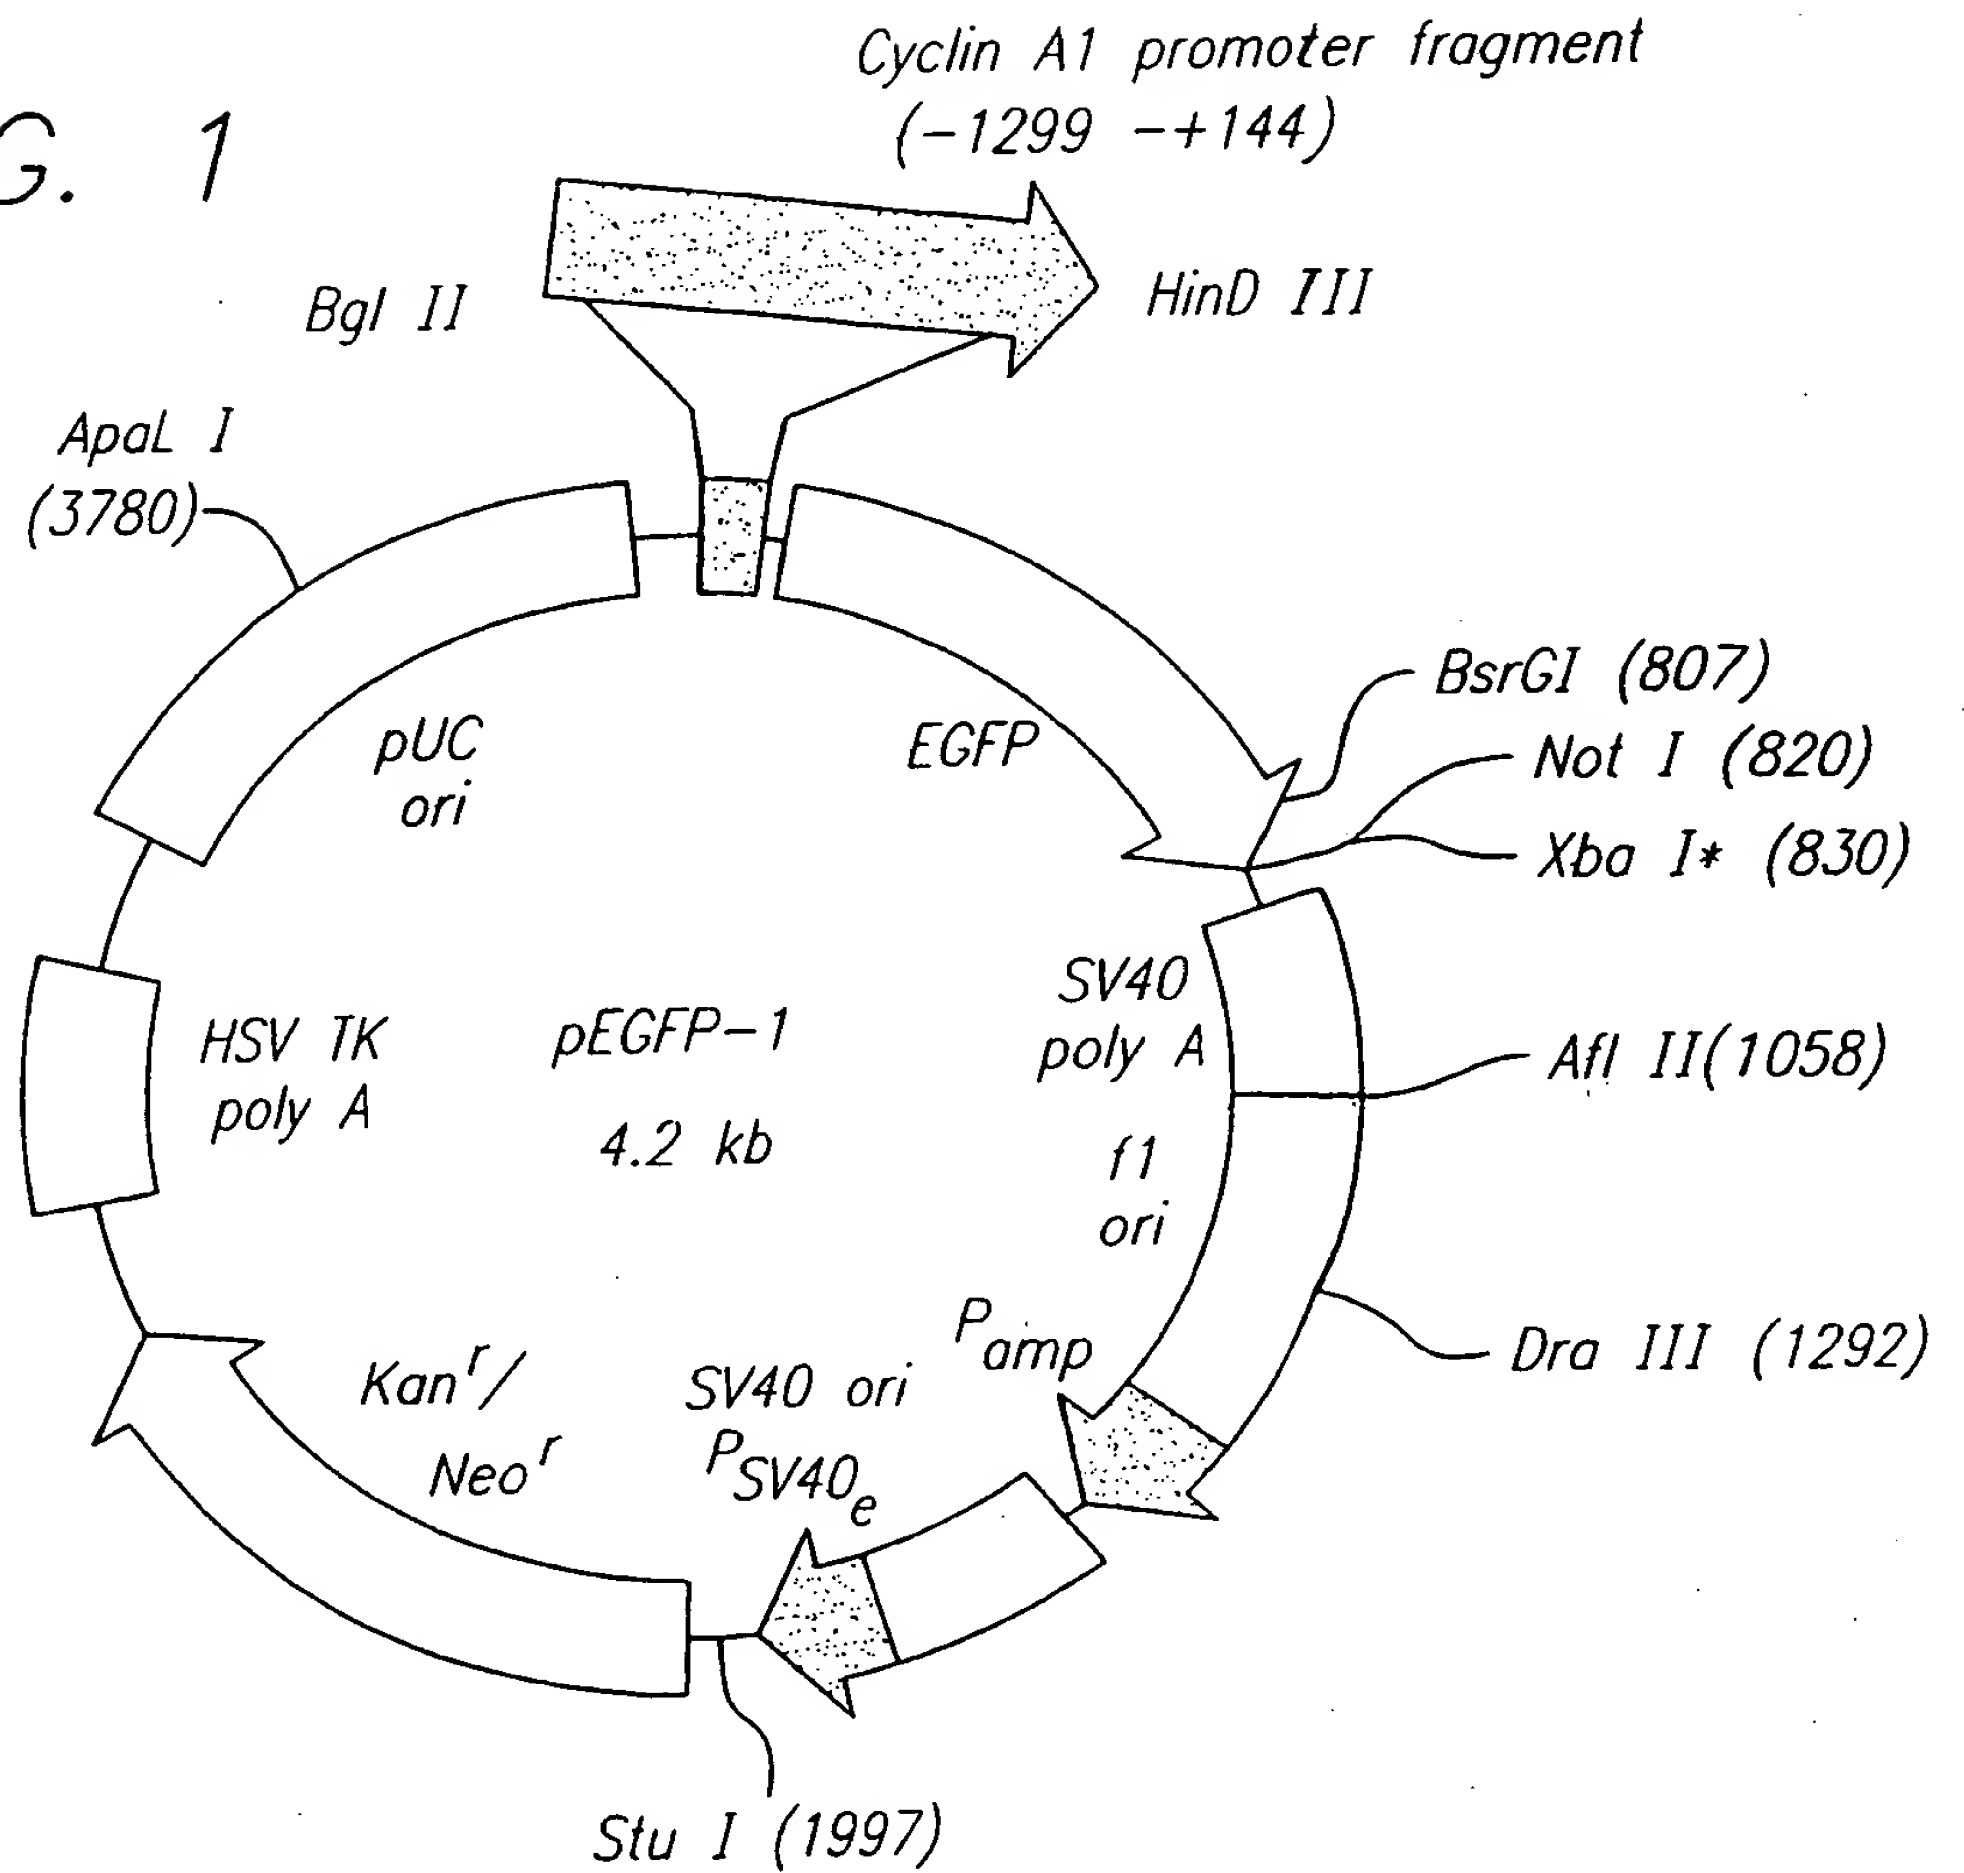 G. 1
Cyclin A1 promoter fragment
(-1299 -+144)
Bgl II
HinD III
ApaL I
(3780)
BsrGI (807)
Not I (820)
Xba I* (830)
pUC
ori
EGFP
SV40
poly A
HSV TK
poly A
pEGFP-1
4.2 kb
Afl II(1058)
f1
ori
Dra III (1292)
Pamp
SV40 ori
PSV40e
Kanr/
Neor
Stu I (1997)